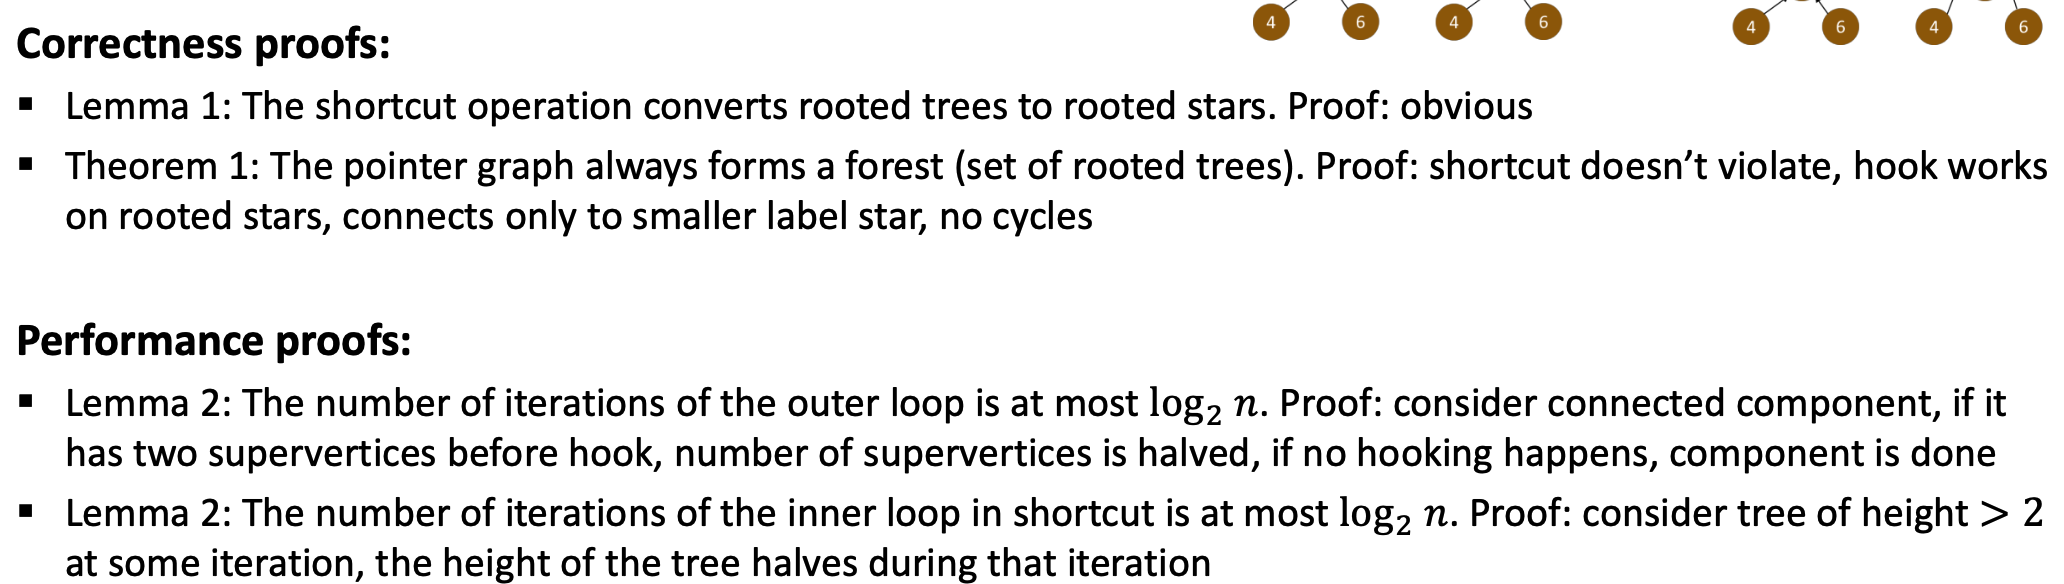 4 6 4 6 4 6 4 6
Correctness proofs:
▪ Lemma 1: The shortcut operation converts rooted trees to rooted stars. Proof: obvious
▪ Theorem 1: The pointer graph always forms a forest (set of rooted trees). Proof: shortcut doesn’t violate, hook works
on rooted stars, connects only to smaller label star, no cycles
Performance proofs:
▪ Lemma 2: The number of iterations of the outer loop is at most log₂ n. Proof: consider connected component, if it
has two supervertices before hook, number of supervertices is halved, if no hooking happens, component is done
▪ Lemma 2: The number of iterations of the inner loop in shortcut is at most log₂ n. Proof: consider tree of height > 2
at some iteration, the height of the tree halves during that iteration